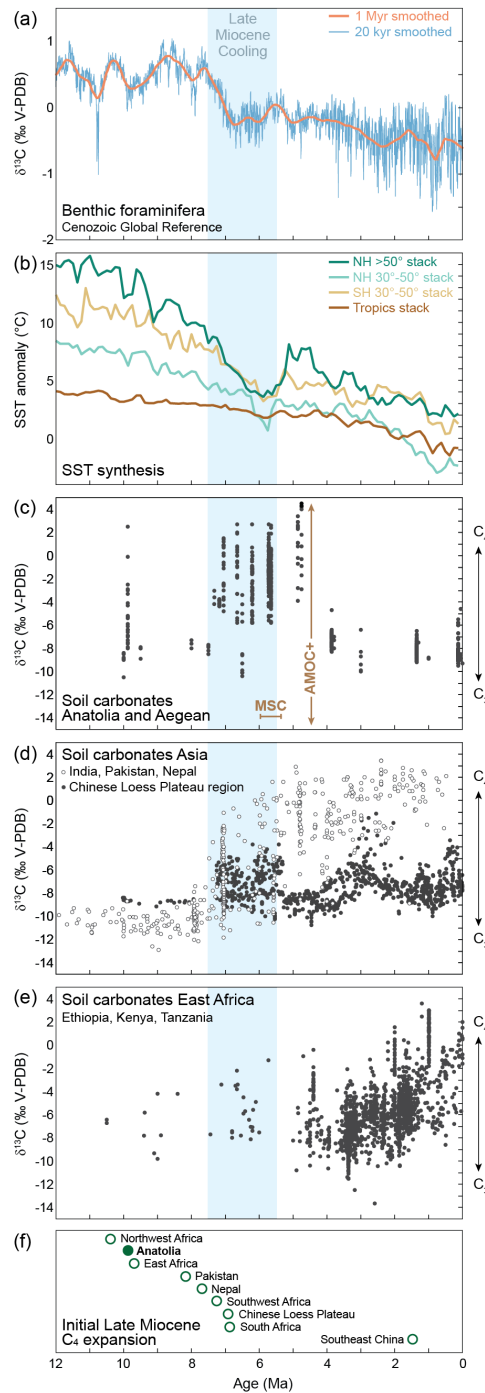 (a)
Late
Miocene
Cooling
1 Myr smoothed
20 kyr smoothed
1
0
-1
-2
δ¹³C (‰ V-PDB)
Benthic foraminifera
Cenozoic Global Reference
(b)
NH >50° stack
NH 30°-50° stack
SH 30°-50° stack
Tropics stack
15
10
5
0
SST anomaly (°C)
SST synthesis
(c)
4
2
0
-2
-4
-6
-8
-10
-12
-14
δ¹³C (‰ V-PDB)
MSC
AMOC+
Soil carbonates
Anatolia and Aegean
(d)
Soil carbonates Asia
India, Pakistan, Nepal
Chinese Loess Plateau region
4
2
0
-2
-4
-6
-8
-10
-12
-14
δ¹³C (‰ V-PDB)
(e)
Soil carbonates East Africa
Ethiopia, Kenya, Tanzania
4
2
0
-2
-4
-6
-8
-10
-12
-14
δ¹³C (‰ V-PDB)
(f)
Northwest Africa
Anatolia
East Africa
Pakistan
Nepal
Southwest Africa
Chinese Loess Plateau
South Africa
Southeast China
Initial Late Miocene
C₄ expansion
12 10 8 6 4 2 0
Age (Ma)